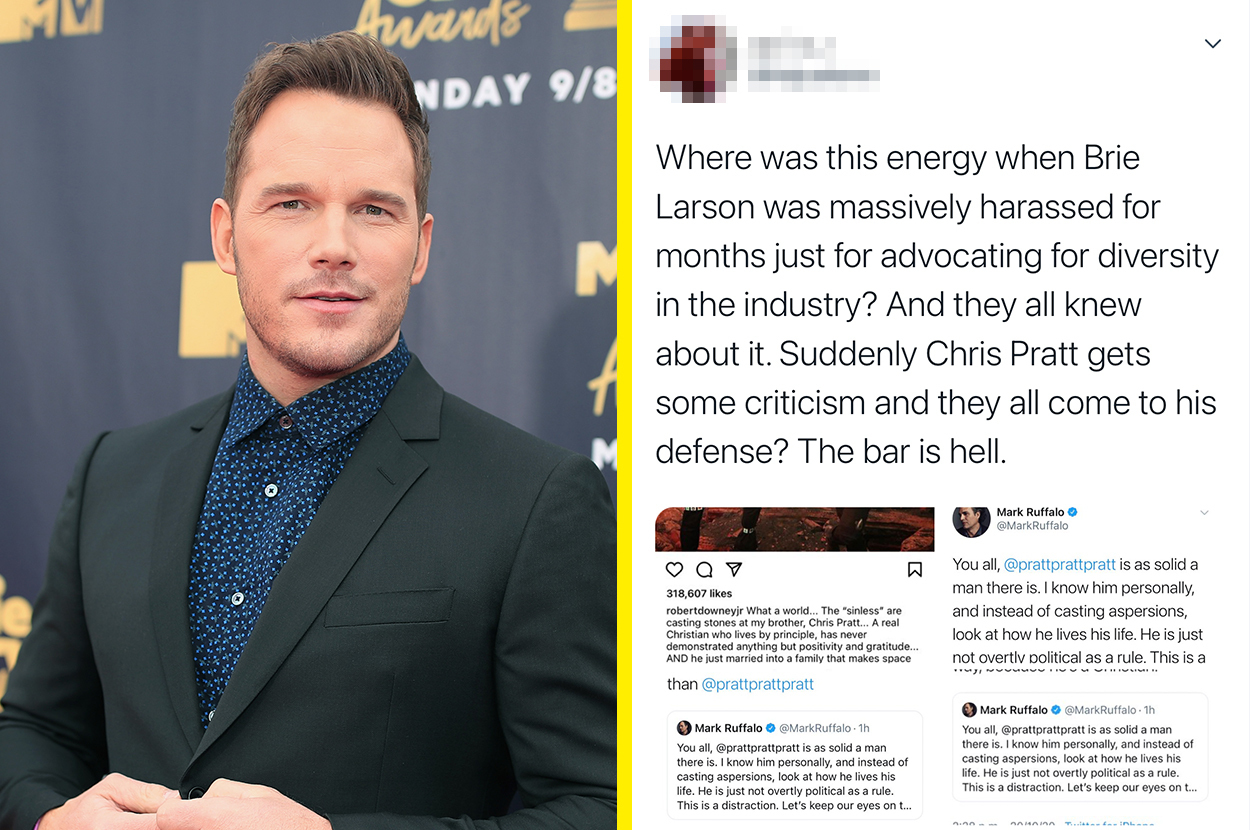 MV
Awards
NDAY 9/8
M
M
A
M
ie
Where was this energy when Brie
Larson was massively harassed for
months just for advocating for diversity
in the industry? And they all knew
about it. Suddenly Chris Pratt gets
some criticism and they all come to his
defense? The bar is hell.
318,607 likes
robertdowneyjr What a world... The “sinless” are
casting stones at my brother, Chris Pratt... A real
Christian who lives by principle, has never
demonstrated anything but positivity and gratitude...
AND he just married into a family that makes space
than @prattprattpratt
Mark Ruffalo @MarkRuffalo · 1h
You all, @prattprattpratt is as solid a man
there is. I know him personally, and instead of
casting aspersions, look at how he lives his
life. He is just not overtly political as a rule.
This is a distraction. Let's keep our eyes on t...
Mark Ruffalo
@MarkRuffalo
You all, @prattprattpratt is as solid a
man there is. I know him personally,
and instead of casting aspersions,
look at how he lives his life. He is just
not overtly political as a rule. This is a
Mark Ruffalo @MarkRuffalo · 1h
You all, @prattprattpratt is as solid a man
there is. I know him personally, and instead of
casting aspersions, look at how he lives his
life. He is just not overtly political as a rule.
This is a distraction. Let's keep our eyes on t...